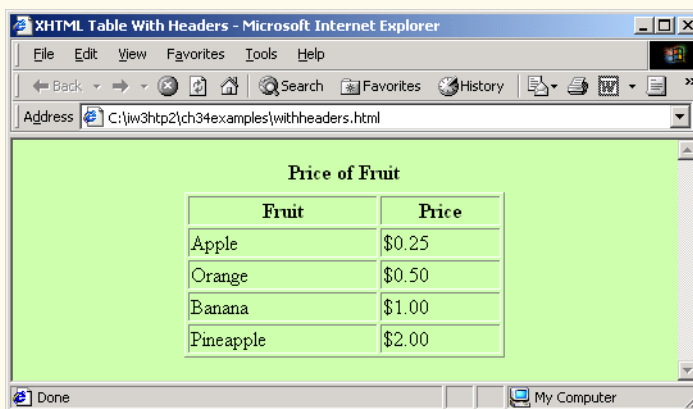 XHTML Table With Headers - Microsoft Internet Explorer
File Edit View Favorites Tools Help
Back Search Favorites History W »
Address C:\iw3htp2\ch34examples\withheaders.html
Price of Fruit
Fruit Price
Apple $0.25
Orange $0.50
Banana $1.00
Pineapple $2.00
Done My Computer